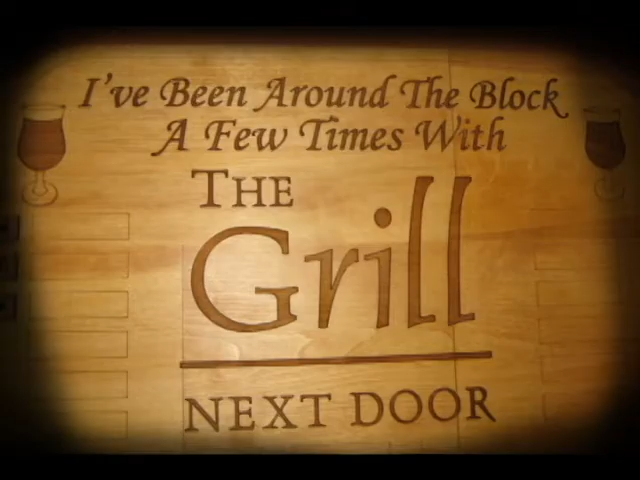 I've Been Around The Block
A Few Times With
THE
Grill
NEXT DOOR